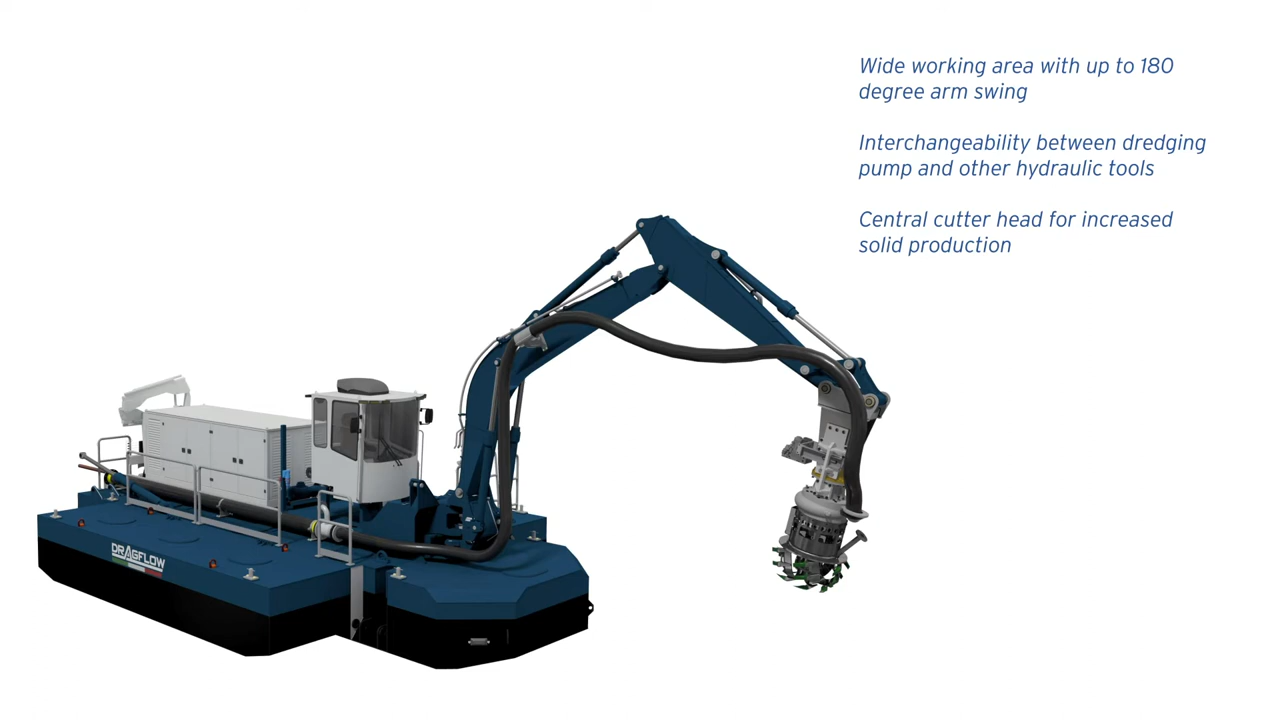 Wide working area with up to 180
degree arm swing
Interchangeability between dredging
pump and other hydraulic tools
Central cutter head for increased
solid production
DRAGFLOW